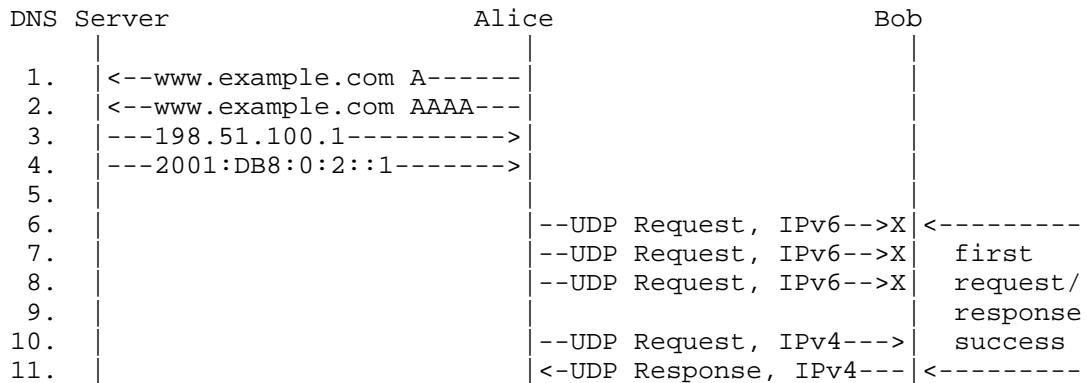 DNS Server                  Alice                  Bob
     |                         |                      |
 1.  |<--www.example.com A------|                      |
 2.  |<--www.example.com AAAA---|                      |
 3.  |---198.51.100.1---------->|                      |
 4.  |---2001:DB8:0:2::1------->|                      |
 5.  |                         |                      |
 6.  |                         |--UDP Request, IPv6-->X|<---------
 7.  |                         |--UDP Request, IPv6-->X|  first
 8.  |                         |--UDP Request, IPv6-->X|  request/
 9.  |                         |                      |  response
10.  |                         |--UDP Request, IPv4--->|  success
11.  |                         |<-UDP Response, IPv4---|<---------